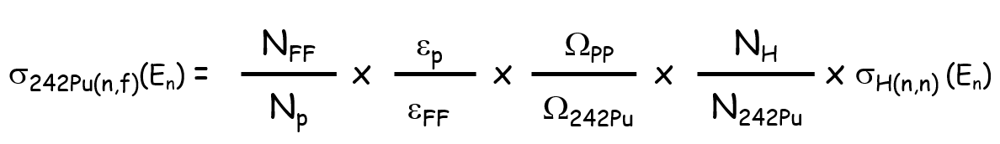 σ242Pu(n,f)(En) = NFF/Np × εp/εFF × ΩPP/Ω242Pu × NH/N242Pu × σH(n,n) (En)